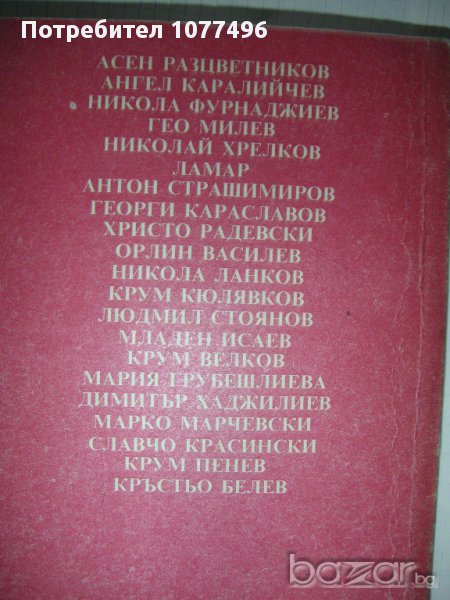 Потребител 1077496
АСЕН РАЗЦВЕТНИКОВ
АНГЕЛ КАРАЛИЙЧЕВ
НИКОЛА ФУРНАДЖИЕВ
ГЕО МИЛЕВ
НИКОЛАЙ ХРЕЛКОВ
ЛАМАР
АНТОН СТРАШИМИРОВ
ГЕОРГИ КАРАСЛАВОВ
ХРИСТО РАДЕВСКИ
ОРЛИН ВАСИЛЕВ
НИКОЛА ЛАНКОВ
КРУМ КЮЛЯВКОВ
ЛЮДМИЛ СТОЯНОВ
МЛАДЕН ИСАЕВ
КРУМ ВЕЛКОВ
МАРИЯ ГРУБЕШЛИЕВА
ДИМИТЪР ХАДЖИЛИЕВ
МАРКО МАРЧЕВСКИ
СЛАВЧО КРАСИНСКИ
КРУМ ПЕНЕВ
КРЪСТЬО БЕЛЕВ
bazar.bg